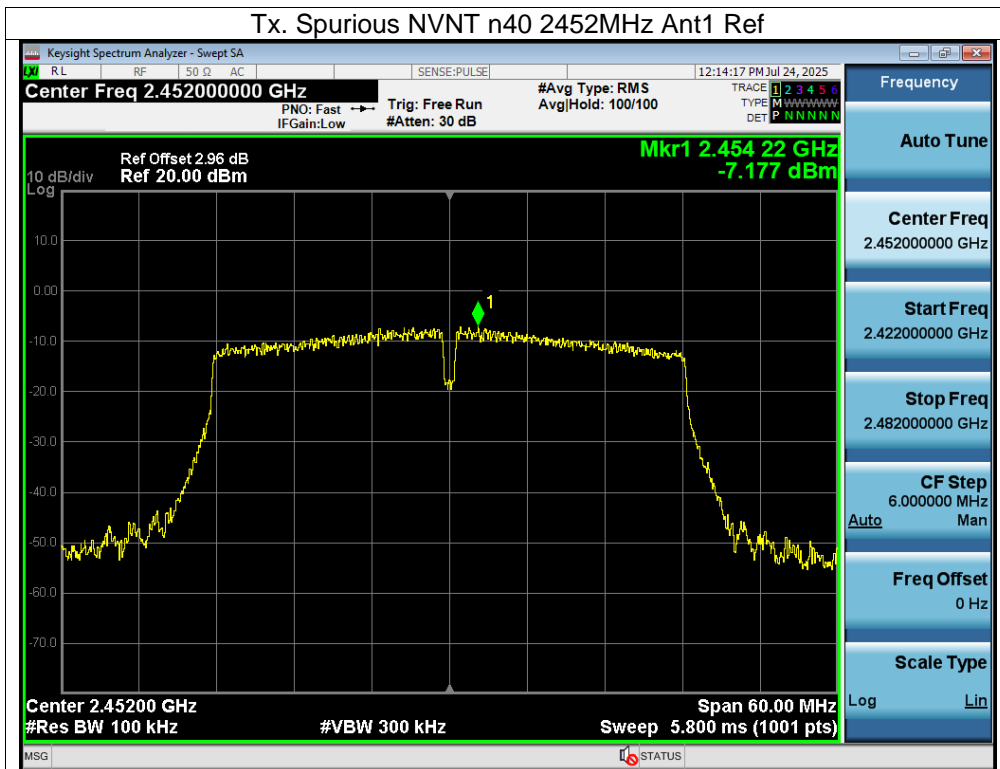 Tx. Spurious NVNT n40 2452MHz Ant1 Ref
Keysight Spectrum Analyzer - Swept SA
LXI RL RF 50 Ω AC SENSE:PULSE 12:14:17 PM Jul 24, 2025
Center Freq 2.452000000 GHz
PNO: Fast
IFGain:Low
Trig: Free Run
#Atten: 30 dB
#Avg Type: RMS
Avg|Hold: 100/100
TRACE 1 2 3 4 5 6
TYPE M WWWWW
DET P N N N N N
Frequency
Mkr1 2.454 22 GHz
-7.177 dBm
Ref Offset 2.96 dB
10 dB/div Ref 20.00 dBm
Log
10.0
0.00
-10.0
-20.0
-30.0
-40.0
-50.0
-60.0
-70.0
1
Center 2.45200 GHz Span 60.00 MHz
#Res BW 100 kHz #VBW 300 kHz Sweep 5.800 ms (1001 pts)
Auto Tune
Center Freq
2.452000000 GHz
Start Freq
2.422000000 GHz
Stop Freq
2.482000000 GHz
CF Step
6.000000 MHz
Auto Man
Freq Offset
0 Hz
Scale Type
Log Lin
MSG STATUS